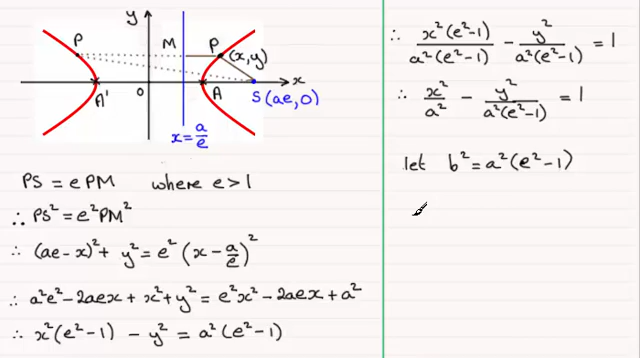 y
P M P (x,y)
A' O A S(ae,0) x
x = a/e
PS = e PM where e > 1
∴ PS² = e²PM²
∴ (ae - x)² + y² = e² (x - a/e)²
∴ a²e² - 2aex + x² + y² = e²x² - 2aex + a²
∴ x²(e² - 1) - y² = a²(e² - 1)
∴ x²(e² - 1)/a²(e² - 1) - y²/a²(e² - 1) = 1
∴ x²/a² - y²/a²(e² - 1) = 1
let b² = a²(e² - 1)